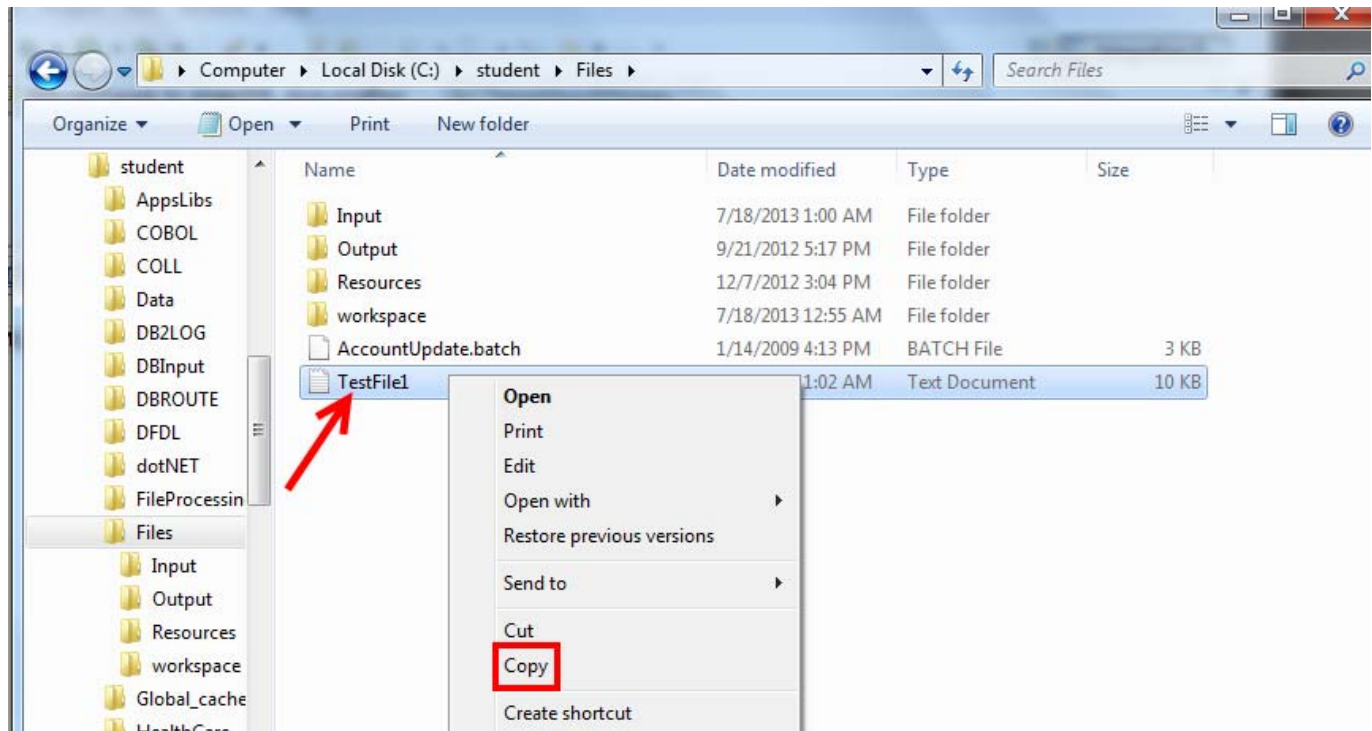 Computer Local Disk (C:) student Files
Search Files
Organize Open Print New folder
student
AppsLibs
COBOL
COLL
Data
DB2LOG
DBInput
DBROUTE
DFDL
dotNET
FileProcessin
Files
Input
Output
Resources
workspace
Global_cache
HealthCare
Name Date modified Type Size
Input 7/18/2013 1:00 AM File folder
Output 9/21/2012 5:17 PM File folder
Resources 12/7/2012 3:04 PM File folder
workspace 7/18/2013 12:55 AM File folder
AccountUpdate.batch 1/14/2009 4:13 PM BATCH File 3 KB
TestFile1 1:02 AM Text Document 10 KB
Open
Print
Edit
Open with
Restore previous versions
Send to
Cut
Copy
Create shortcut